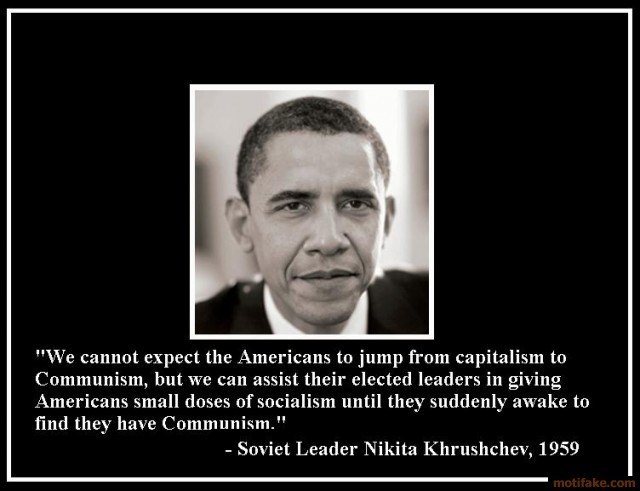 "We cannot expect the Americans to jump from capitalism to
Communism, but we can assist their elected leaders in giving
Americans small doses of socialism until they suddenly awake to
find they have Communism."
- Soviet Leader Nikita Khrushchev, 1959
motifake.com